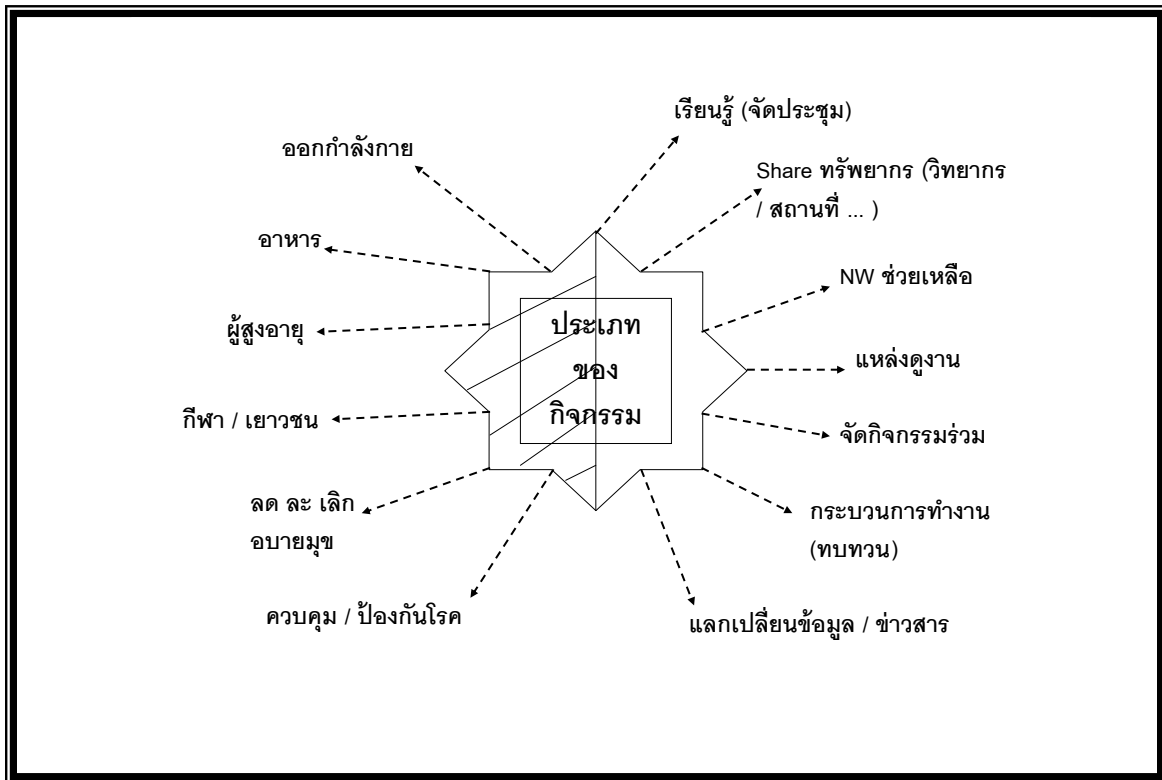 เรียนรู้ (จัดประชุม)
ออกกำลังกาย
Share ทรัพยากร (วิทยากร
/ สถานที่ ... )
อาหาร
NW ช่วยเหลือ
ผู้สูงอายุ
ประเภท
ของ
กิจกรรม
แหล่งดูงาน
กีฬา / เยาวชน
จัดกิจกรรมร่วม
ลด ละ เลิก
อบายมุข
กระบวนการทำงาน
(ทบทวน)
ควบคุม / ป้องกันโรค
แลกเปลี่ยนข้อมูล / ข่าวสาร